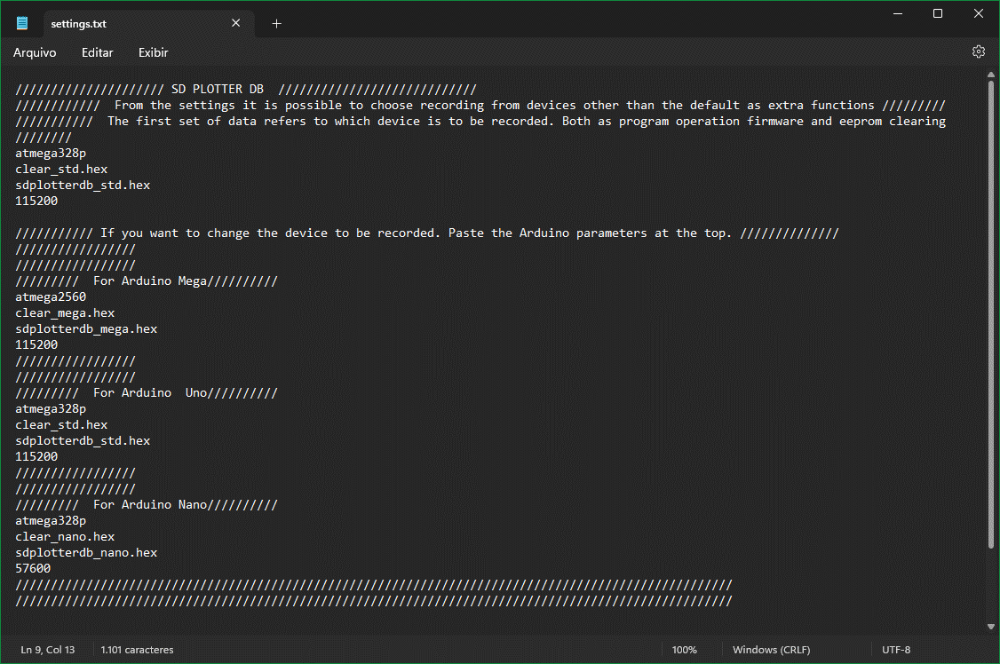 settings.txt
Arquivo Editar Exibir
///////////////////// SD PLOTTER DB ////////////////////////////
//////////// From the settings it is possible to choose recording from devices other than the default as extra functions /////////
/////////// The first set of data refers to which device is to be recorded. Both as program operation firmware and eeprom clearing
////////
atmega328p
clear_std.hex
sdplotterdb_std.hex
115200
/////////// If you want to change the device to be recorded. Paste the Arduino parameters at the top. //////////////
/////////////////
/////////////////
///////// For Arduino Mega//////////
atmega2560
clear_mega.hex
sdplotterdb_mega.hex
115200
/////////////////
/////////////////
///////// For Arduino Uno//////////
atmega328p
clear_std.hex
sdplotterdb_std.hex
115200
/////////////////
/////////////////
///////// For Arduino Nano//////////
atmega328p
clear_nano.hex
sdplotterdb_nano.hex
57600
/////////////////////////////////////////////////////////////////////////////////////////////////////
/////////////////////////////////////////////////////////////////////////////////////////////////////
Ln 9, Col 13 1.101 caracteres 100% Windows (CRLF) UTF-8